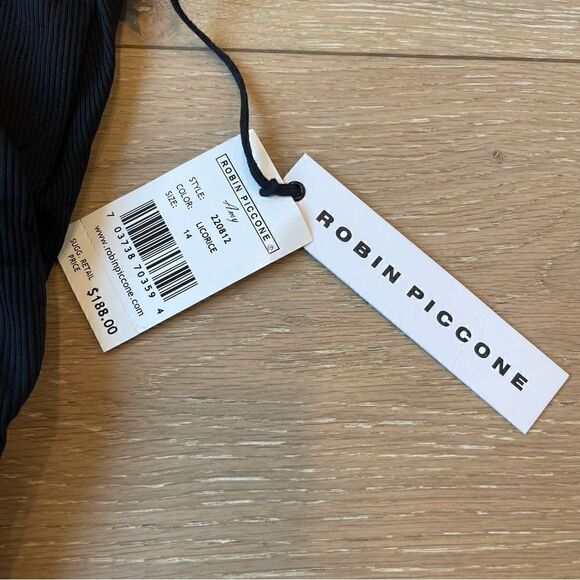 ROBIN PICCONE
Amy
STYLE: 220812
COLOR: LICORICE
SIZE: 14
7 03738 70359 4
www.robinpiccone.com
SUGG. RETAIL
PRICE $188.00
ROBIN PICCONE